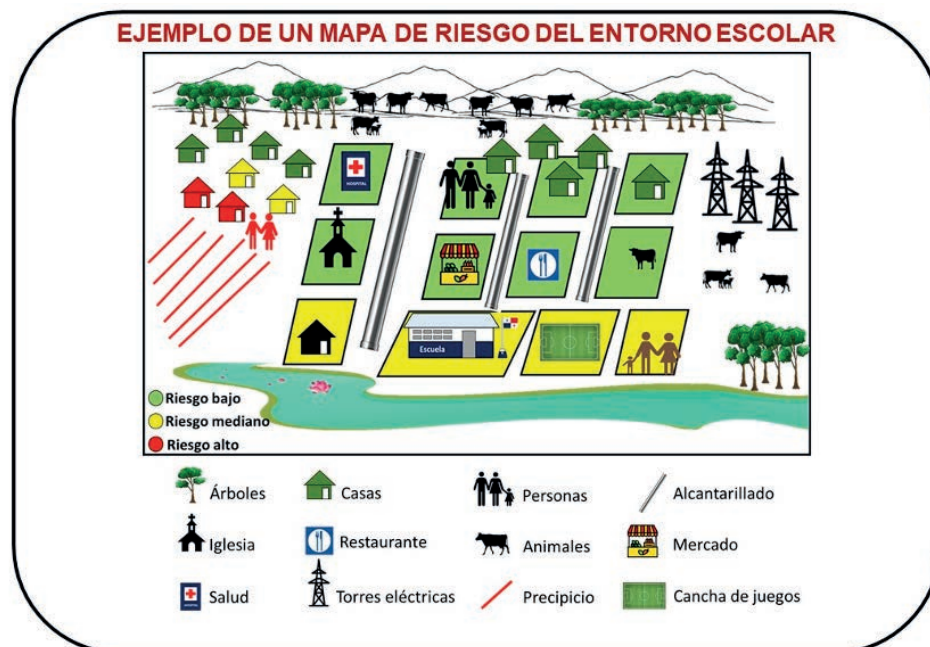 EJEMPLO DE UN MAPA DE RIESGO DEL ENTORNO ESCOLAR
HOSPITAL
Escuela
Riesgo bajo
Riesgo mediano
Riesgo alto
Árboles
Casas
Personas
Alcantarillado
Iglesia
Restaurante
Animales
Mercado
HOSPITAL
Salud
Torres eléctricas
Precipicio
Cancha de juegos